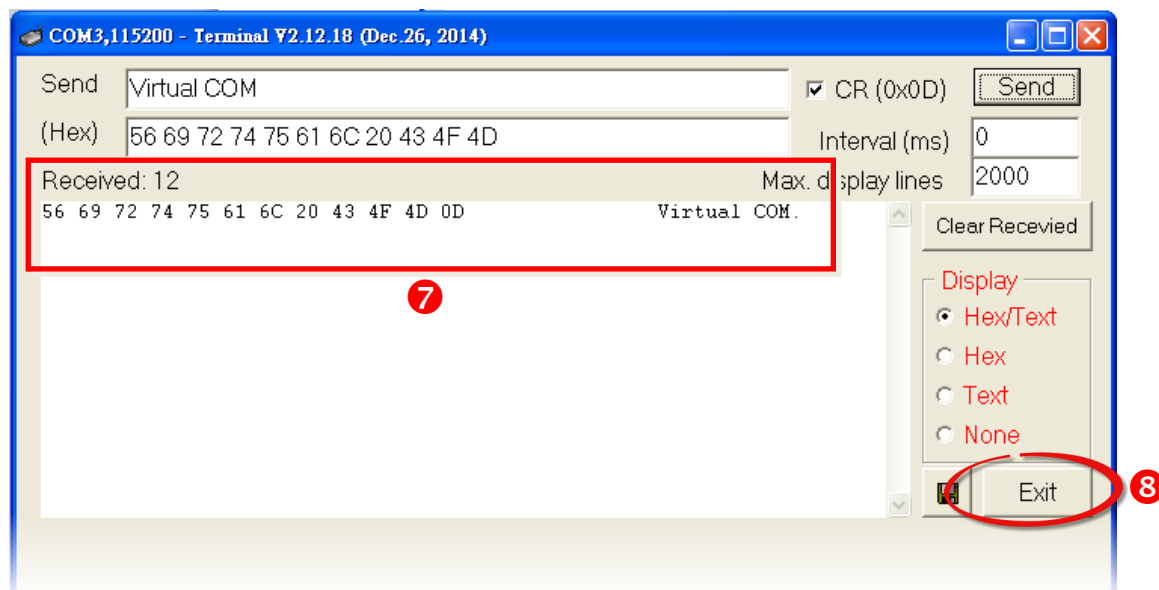 COM3,115200 - Terminal V2.12.18 (Dec.26, 2014)
Send Virtual COM CR (0x0D) Send
(Hex) 56 69 72 74 75 61 6C 20 43 4F 4D Interval (ms) 0
Received: 12 Max. display lines 2000
56 69 72 74 75 61 6C 20 43 4F 4D 0D Virtual COM.
Clear Recevied
Display
Hex/Text
7
Hex
Text
None
Exit 8